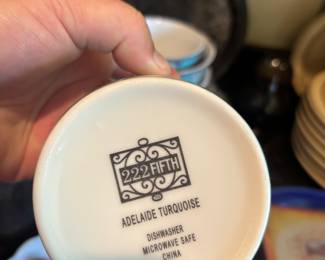 222 FIFTH
ADELAIDE TURQUOISE
DISHWASHER
MICROWAVE SAFE
CHINA